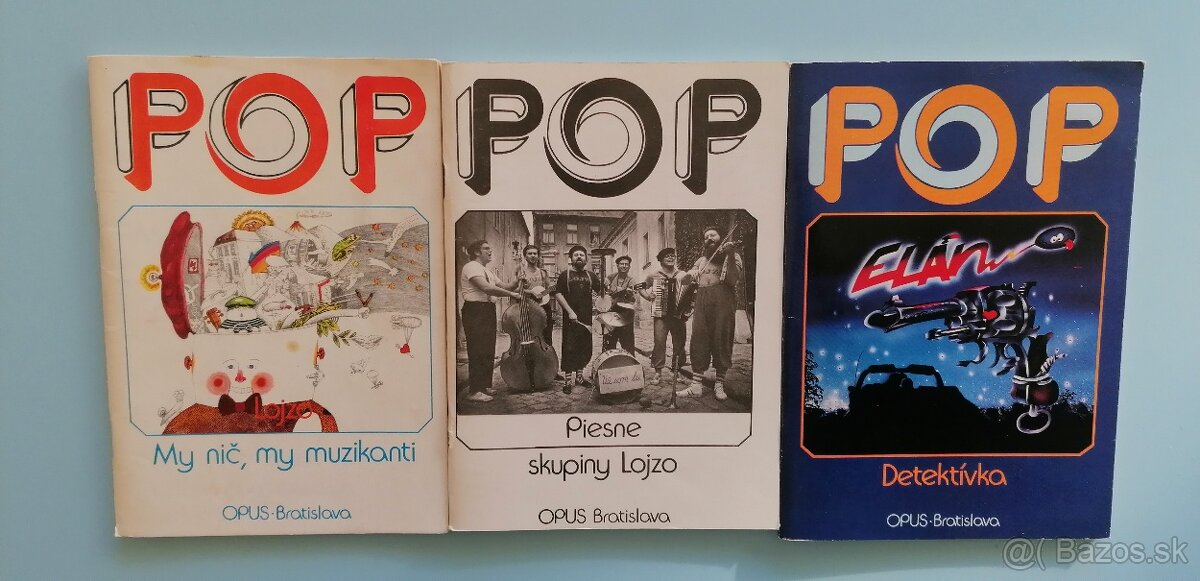 POP
Lojzo
My nič, my muzikanti
OPUS·Bratislava
POP
Piesne
skupiny Lojzo
OPUS Bratislava
POP
ELÁN
Detektívka
OPUS·Bratislava
@( Bazos.sk